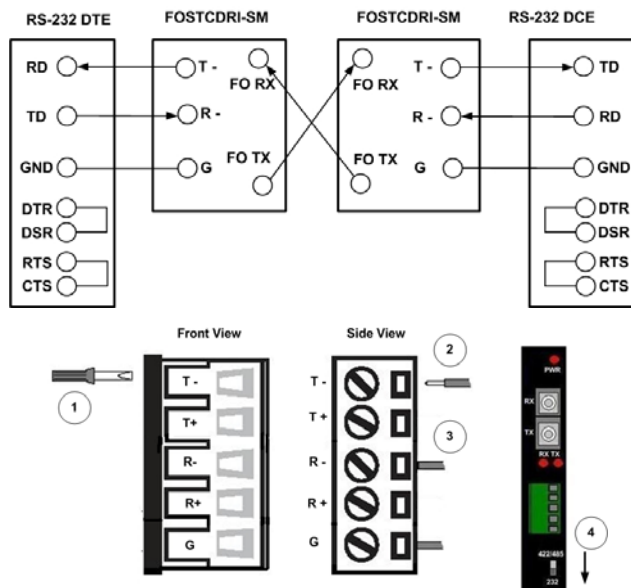 RS-232 DTE FOSTCDRI-SM FOSTCDRI-SM RS-232 DCE
RD T - FO RX FO RX T - TD
TD R - R - RD
GND G FO TX FO TX G GND
DTR DTR
DSR DSR
RTS RTS
CTS CTS
Front View Side View
1 T - T - 2 PWR
T+ T + RX
R- R - 3 TX
RX TX
R+ R +
G G 4
422/485
232